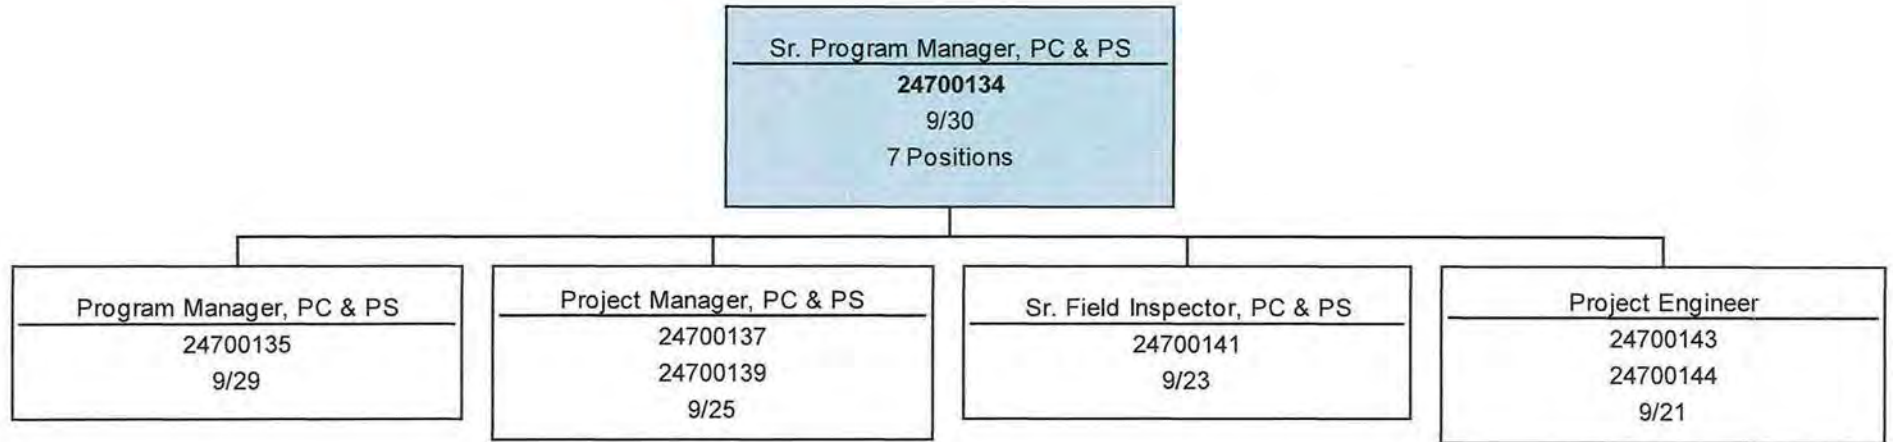 Sr. Program Manager, PC & PS
24700134
9/30
7 Positions
Program Manager, PC & PS
24700135
9/29
Project Manager, PC & PS
24700137
24700139
9/25
Sr. Field Inspector, PC & PS
24700141
9/23
Project Engineer
24700143
24700144
9/21